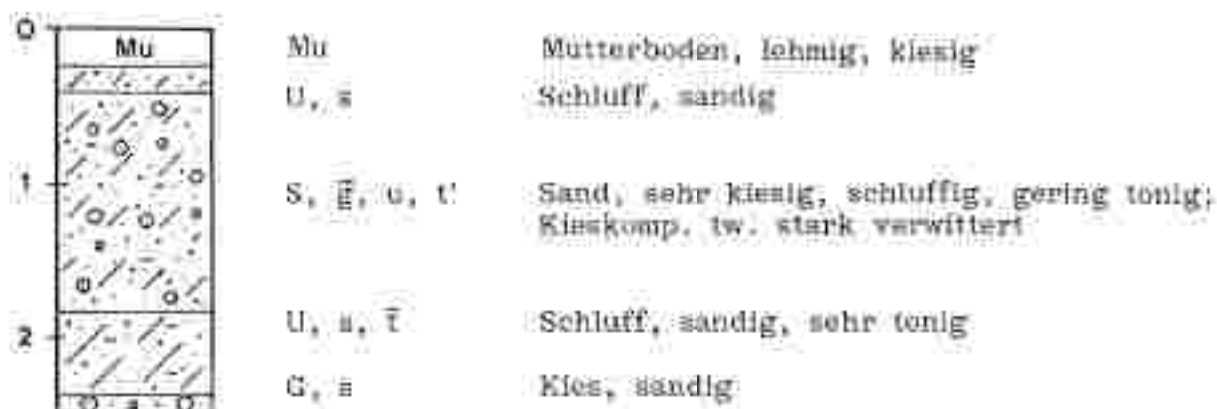 0
Mu Mu Mutterboden, lehmig, kiesig
U, s Schluff, sandig
1 S, g̅, u, t' Sand, sehr kiesig, schluffig, gering tonig;
Kieskomp. tw. stark verwittert
2 U, s, t̅ Schluff, sandig, sehr tonig
G, s Kies, sandig